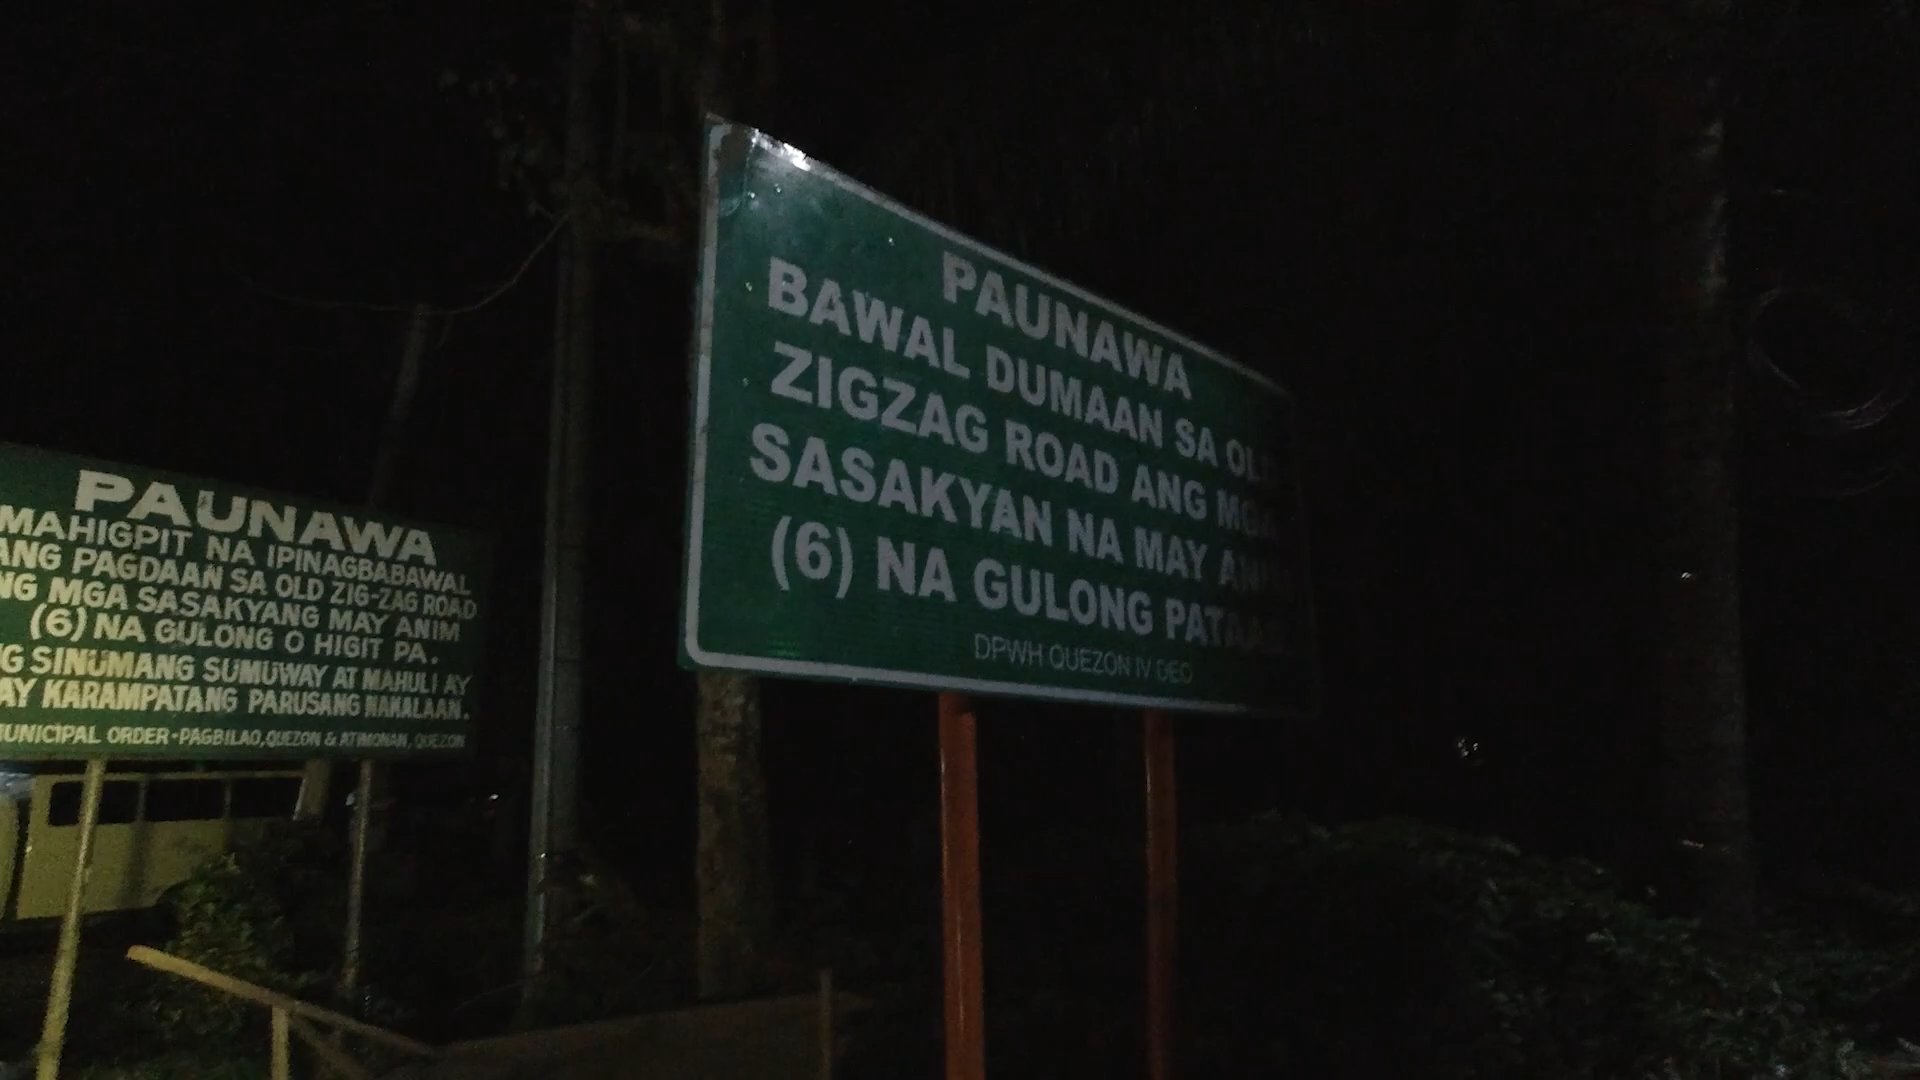 PAUNAWA
MAHIGPIT NA IPINAGBABAWAL
ANG PAGDAAN SA OLD ZIG-ZAG ROAD
NG MGA SASAKYANG MAY ANIM
(6) NA GULONG O HIGIT PA.
SINUMANG SUMUWAY AT MAHULI AY
AY KARAMPATANG PARUSANG NAKALAAN.
MUNICIPAL ORDER-PAGBILAO, QUEZON & ATIMONAN, QUEZON
PAUNAWA
BAWAL DUMAAN SA OLD
ZIGZAG ROAD ANG MGA
SASAKYAN NA MAY ANIM
(6) NA GULONG PATAAS
DPWH QUEZON IV DEO